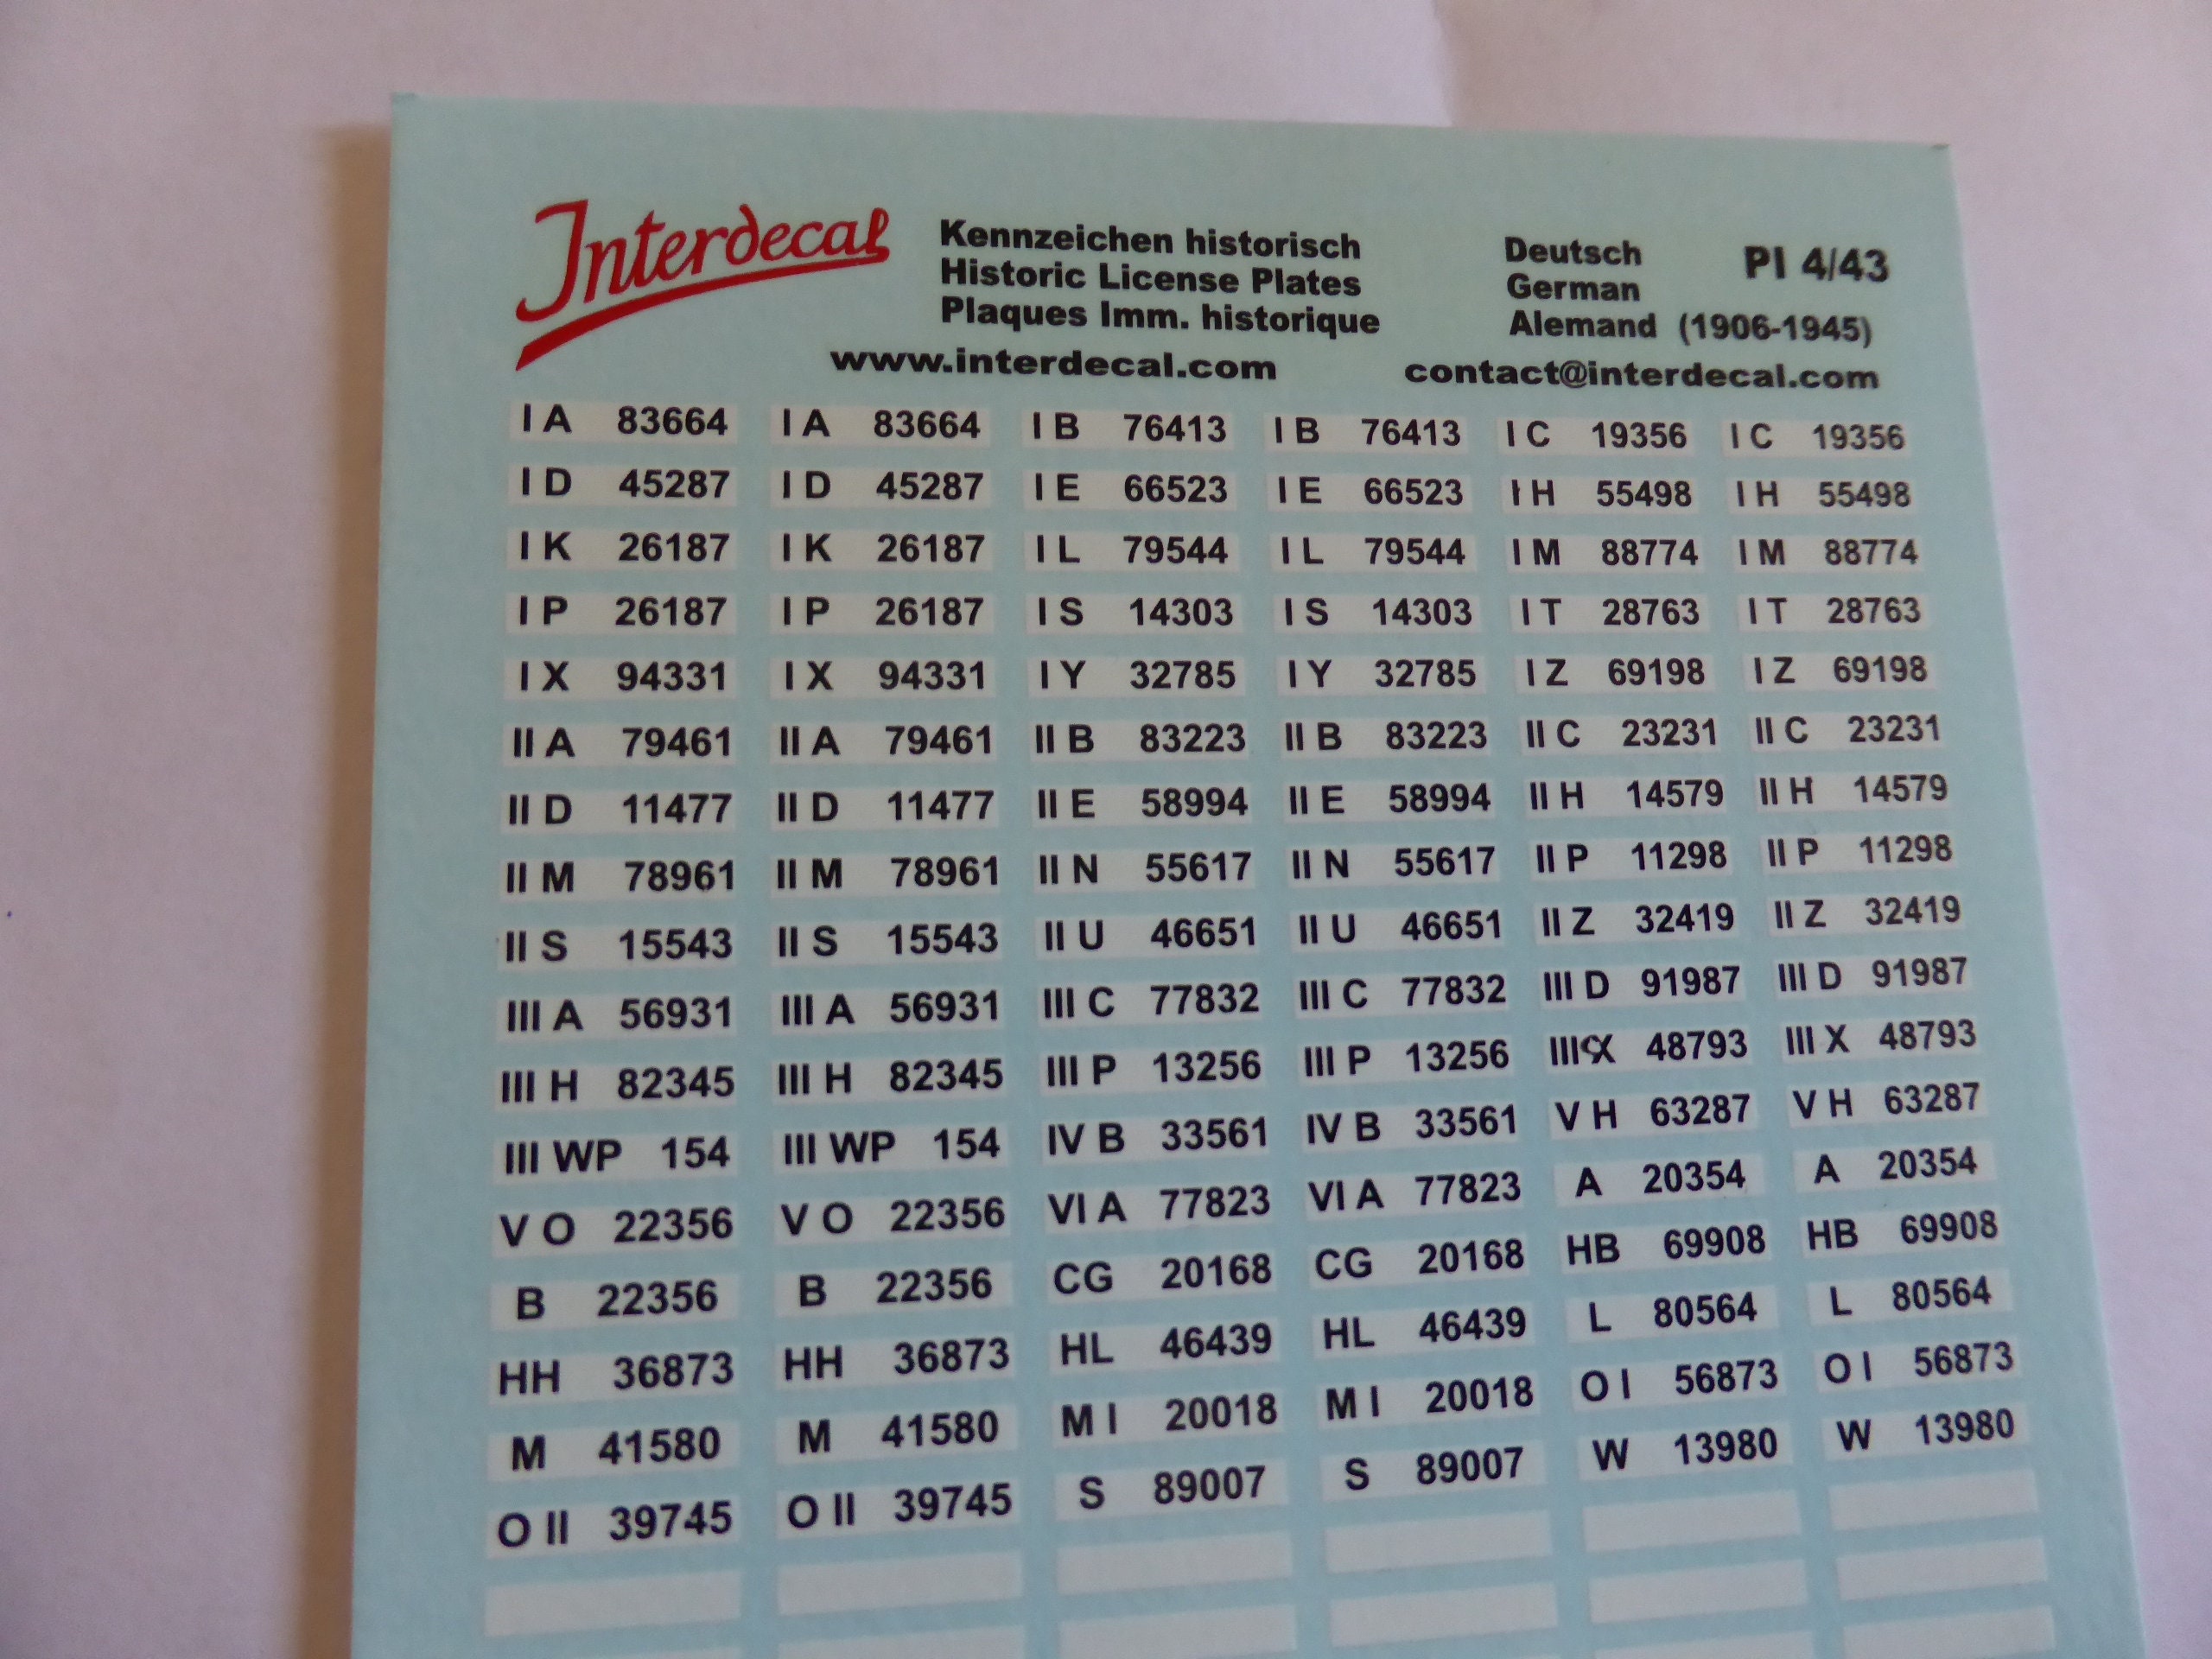 Interdecal
Kennzeichen historisch
Historic License Plates
Plaques Imm. historique
Deutsch
German
Alemand (1906-1945)
PI 4/43
www.interdecal.com contact@interdecal.com
I A 83664 I A 83664 I B 76413 I B 76413 I C 19356 I C 19356
I D 45287 I D 45287 I E 66523 I E 66523 I H 55498 I H 55498
I K 26187 I K 26187 I L 79544 I L 79544 I M 88774 I M 88774
I P 26187 I P 26187 I S 14303 I S 14303 I T 28763 I T 28763
I X 94331 I X 94331 I Y 32785 I Y 32785 I Z 69198 I Z 69198
II A 79461 II A 79461 II B 83223 II B 83223 II C 23231 II C 23231
II D 11477 II D 11477 II E 58994 II E 58994 II H 14579 II H 14579
II M 78961 II M 78961 II N 55617 II N 55617 II P 11298 II P 11298
II S 15543 II S 15543 II U 46651 II U 46651 II Z 32419 II Z 32419
III A 56931 III A 56931 III C 77832 III C 77832 III D 91987 III D 91987
III H 82345 III H 82345 III P 13256 III P 13256 III X 48793 III X 48793
III WP 154 III WP 154 IV B 33561 IV B 33561 V H 63287 V H 63287
V O 22356 V O 22356 VI A 77823 VI A 77823 A 20354 A 20354
B 22356 B 22356 CG 20168 CG 20168 HB 69908 HB 69908
HH 36873 HH 36873 HL 46439 HL 46439 L 80564 L 80564
M 41580 M 41580 M I 20018 M I 20018 O I 56873 O I 56873
O II 39745 O II 39745 S 89007 S 89007 W 13980 W 13980